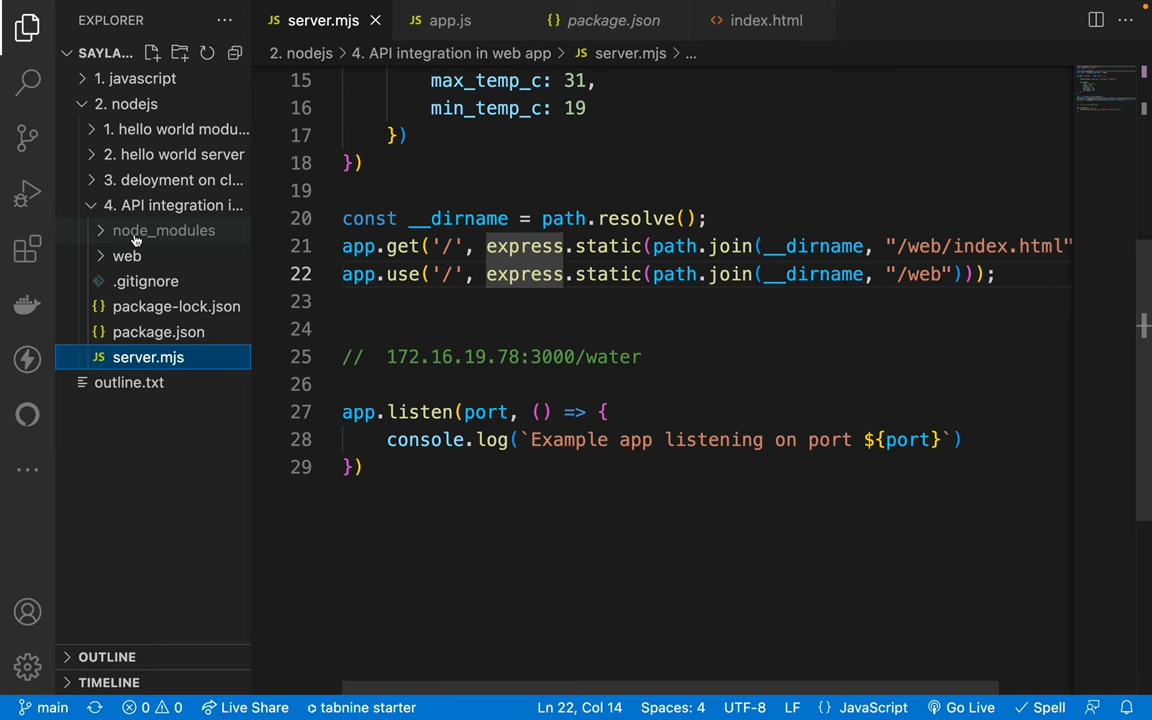 EXPLORER
server.mjs
app.js
package.json
index.html
SAYLA...
2. nodejs > 4. API integration in web app > JS server.mjs > ...
1. javascript
2. nodejs
1. hello world modu...
2. hello world server
3. deloyment on cl...
4. API integration i...
node_modules
web
.gitignore
package-lock.json
package.json
server.mjs
outline.txt
15 max_temp_c: 31,
16 min_temp_c: 19
17 })
18 })
19
20 const __dirname = path.resolve();
21 app.get('/', express.static(path.join(__dirname, "/web/index.html"
22 app.use('/', express.static(path.join(__dirname, "/web")));
23
24
25 // 172.16.19.78:3000/water
26
27 app.listen(port, () => {
28 console.log(`Example app listening on port ${port}`)
29 })
OUTLINE
TIMELINE
main 0 0 Live Share tabnine starter Ln 22, Col 14 Spaces: 4 UTF-8 LF {} JavaScript Go Live Spell